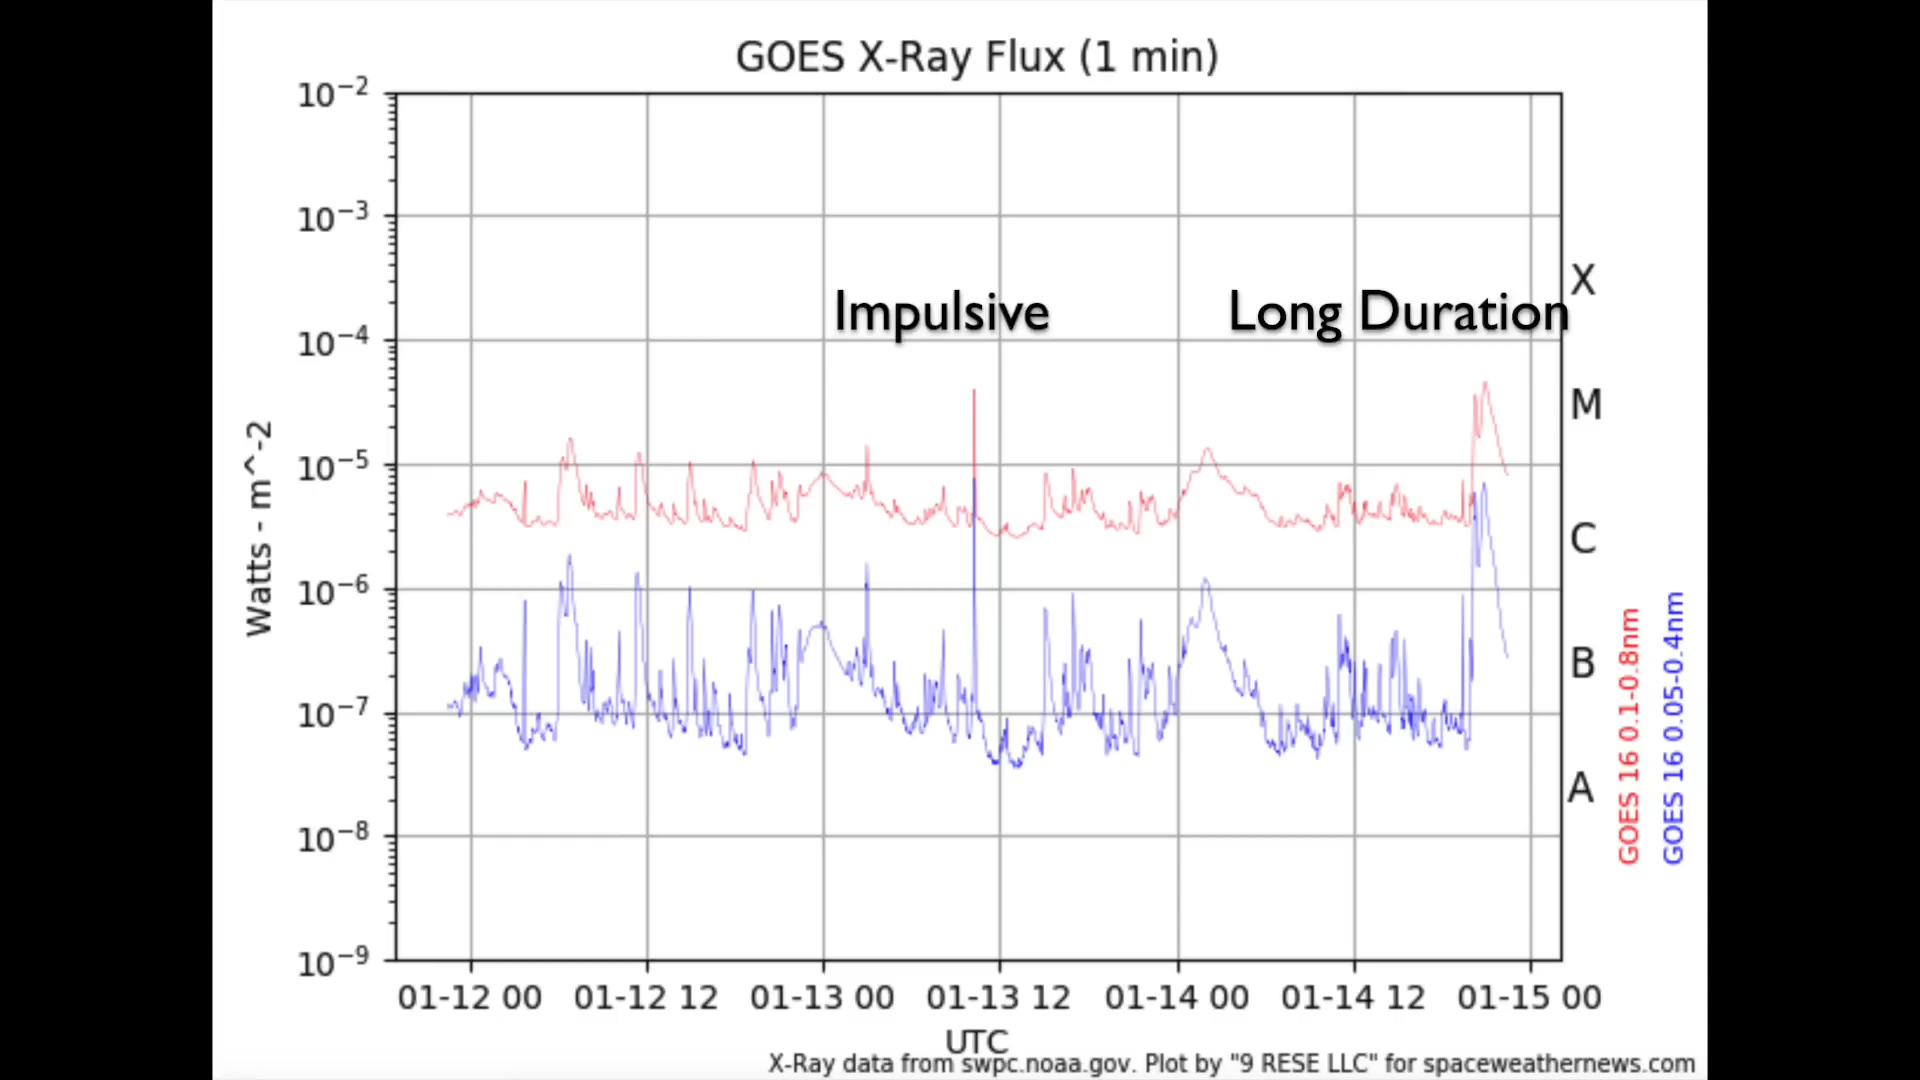 GOES X-Ray Flux (1 min)
10^-2
10^-3
10^-4
10^-5
10^-6
10^-7
10^-8
10^-9
Watts - m^-2
Impulsive
Long Duration
X
M
C
B
A
GOES 16 0.1-0.8nm
GOES 16 0.05-0.4nm
01-12 00 01-12 12 01-13 00 01-13 12 01-14 00 01-14 12 01-15 00
UTC
X-Ray data from swpc.noaa.gov. Plot by "9 RESE LLC" for spaceweathernews.com